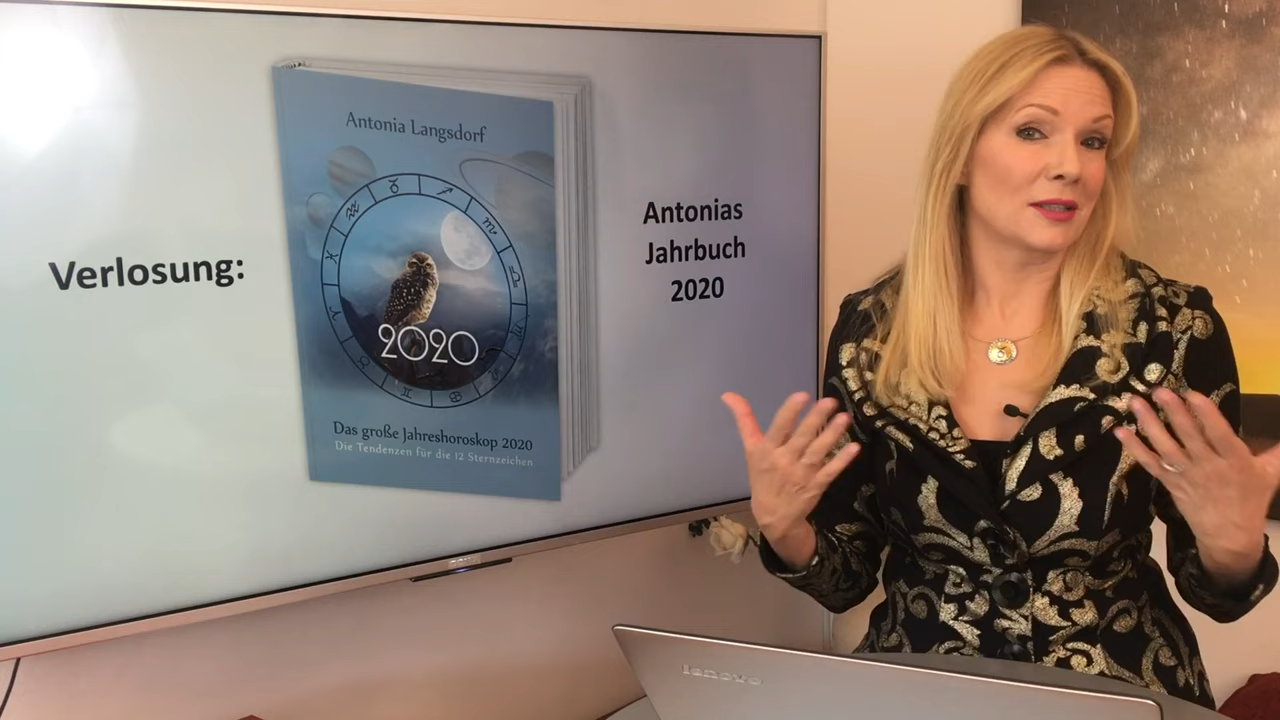 Verlosung:
Antonia Langsdorf
2020
Das große Jahreshoroskop 2020
Die Tendenzen für die 12 Sternzeichen
Antonias
Jahrbuch
2020
lenovo